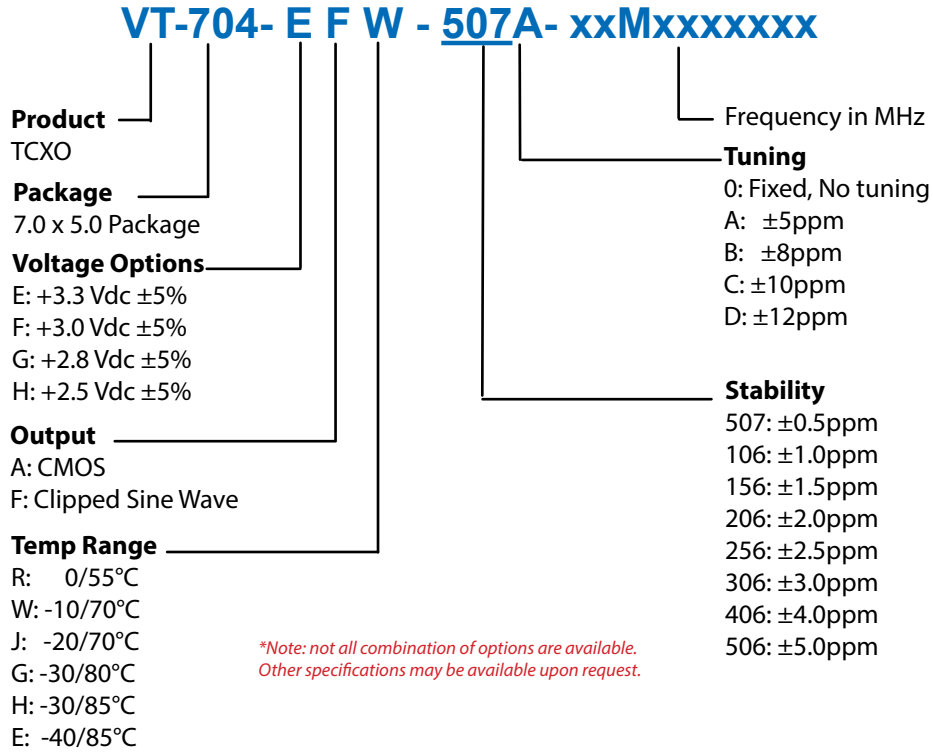 VT-704- E F W - 507A- xxMxxxxxxx
Product
TCXO
Package
7.0 x 5.0 Package
Voltage Options
E: +3.3 Vdc ±5%
F: +3.0 Vdc ±5%
G: +2.8 Vdc ±5%
H: +2.5 Vdc ±5%
Output
A: CMOS
F: Clipped Sine Wave
Temp Range
R: 0/55°C
W: -10/70°C
J: -20/70°C
G: -30/80°C
H: -30/85°C
E: -40/85°C
*Note: not all combination of options are available.
Other specifications may be available upon request.
Frequency in MHz
Tuning
0: Fixed, No tuning
A: ±5ppm
B: ±8ppm
C: ±10ppm
D: ±12ppm
Stability
507: ±0.5ppm
106: ±1.0ppm
156: ±1.5ppm
206: ±2.0ppm
256: ±2.5ppm
306: ±3.0ppm
406: ±4.0ppm
506: ±5.0ppm